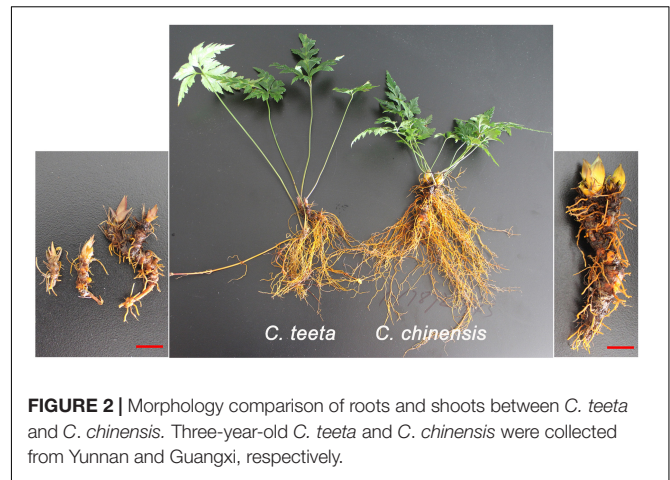 C. teeta C. chinensis
FIGURE 2 | Morphology comparison of roots and shoots between C. teeta
and C. chinensis. Three-year-old C. teeta and C. chinensis were collected
from Yunnan and Guangxi, respectively.